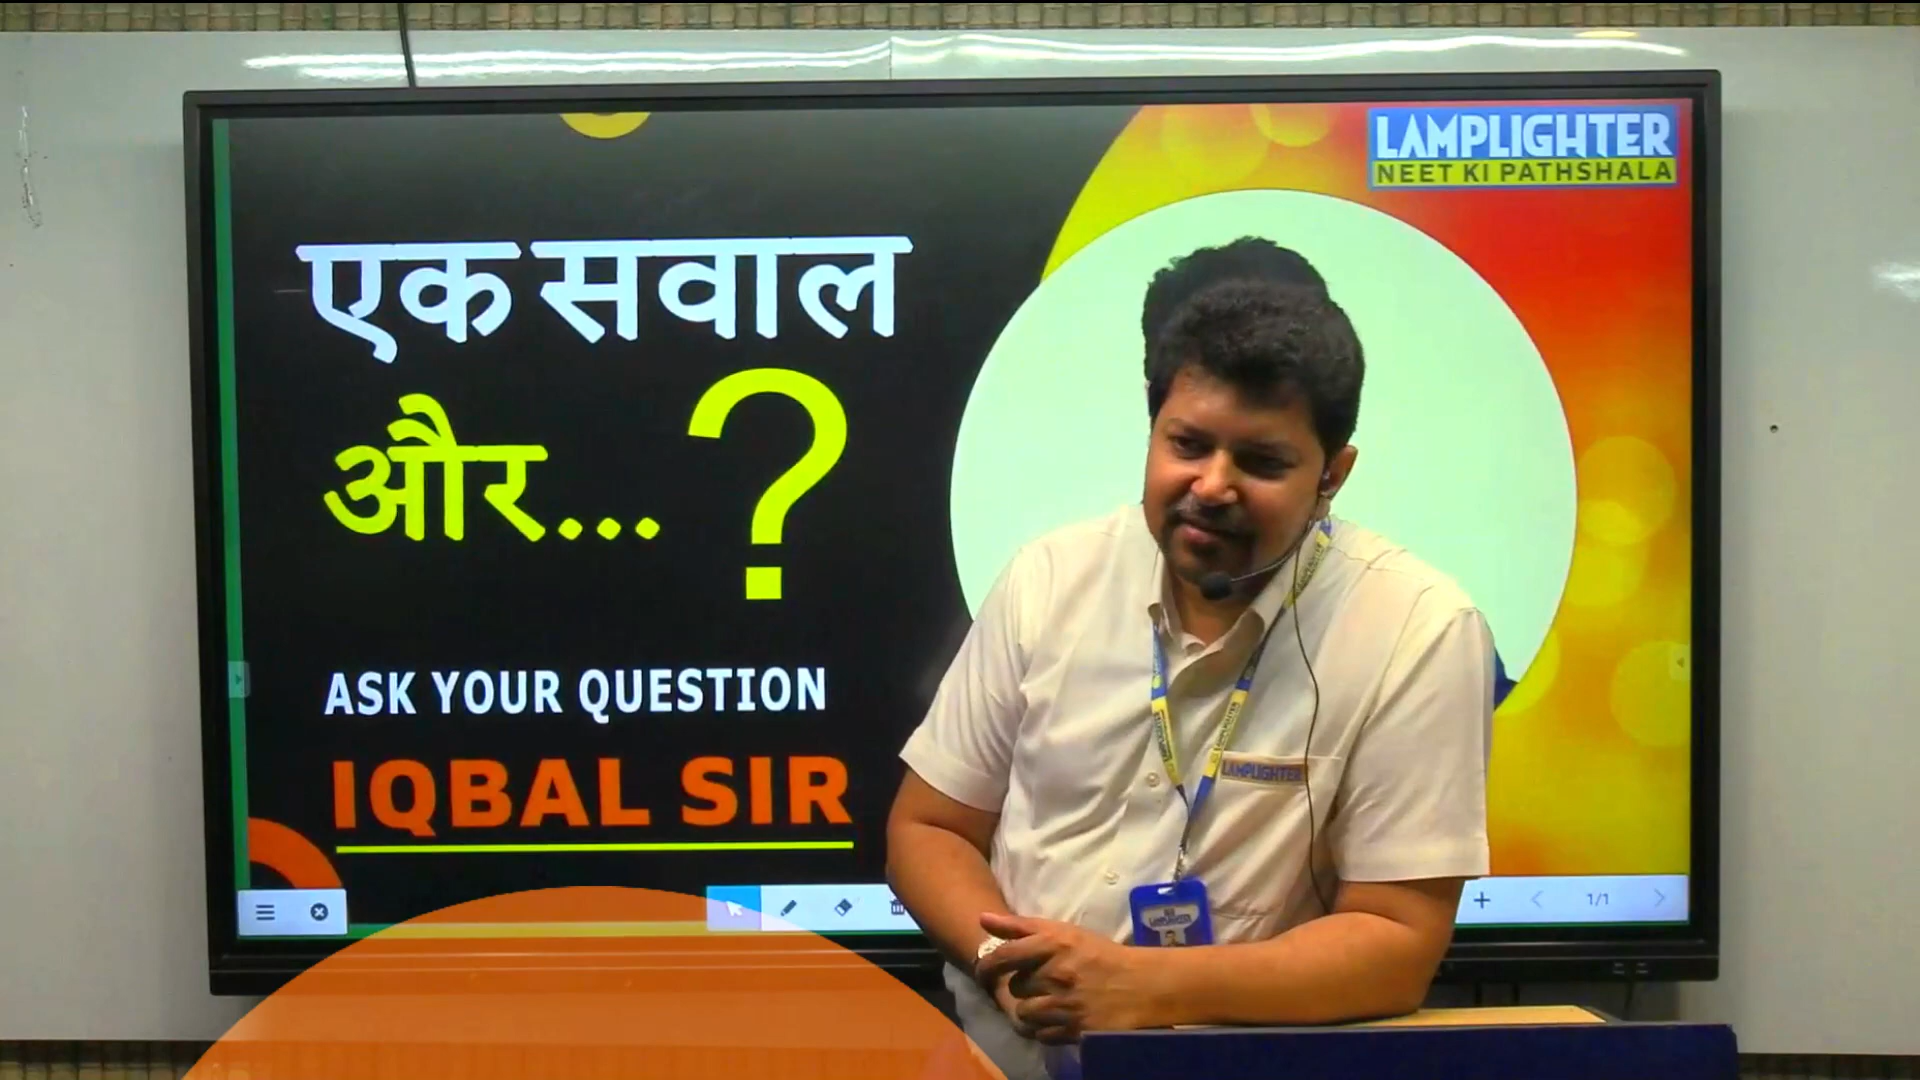 LAMPLIGHTER
NEET KI PATHSHALA
एक सवाल
और... ?
ASK YOUR QUESTION
IQBAL SIR
LAMPLIGHTER
1/1